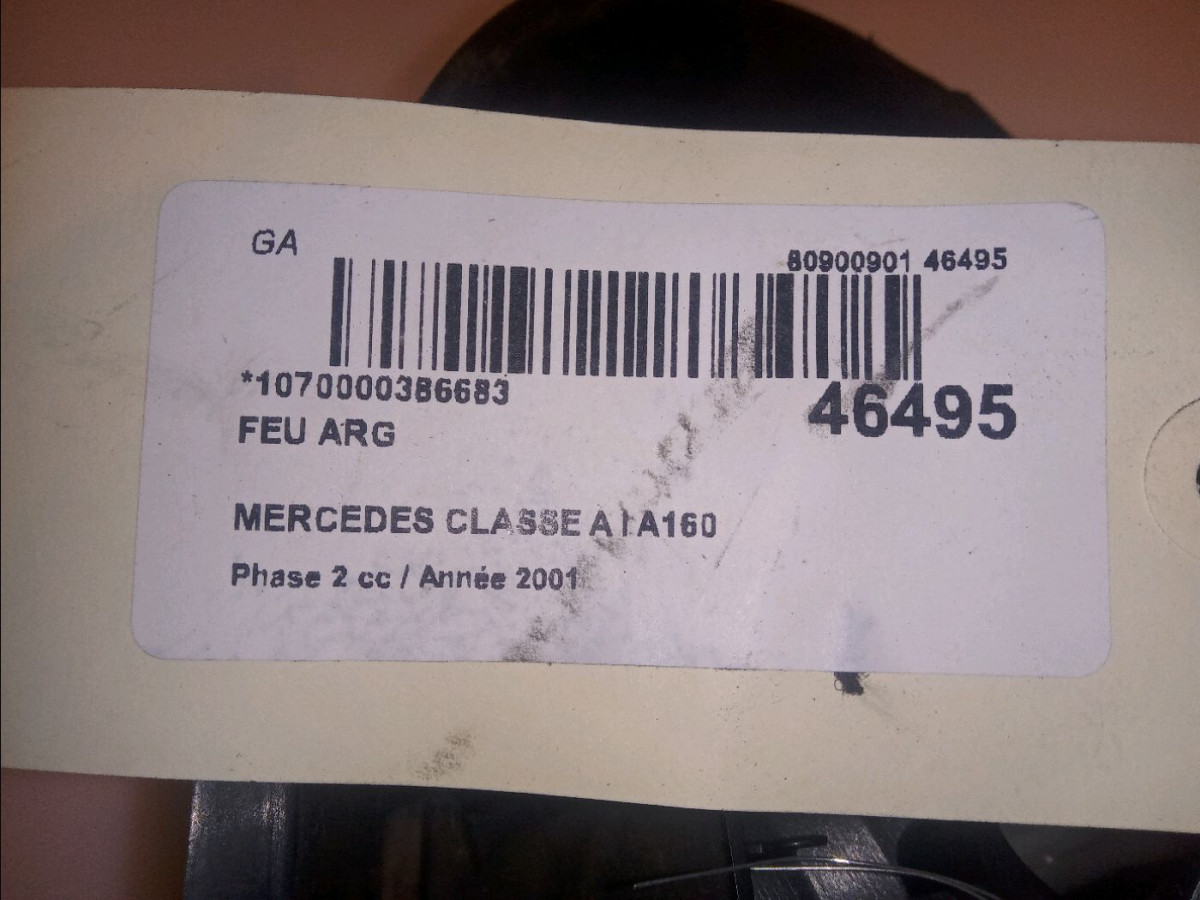 GA
80900901 46495
*1070000386683
46495
FEU ARG
MERCEDES CLASSE A I A160
Phase 2 cc / Année 2001